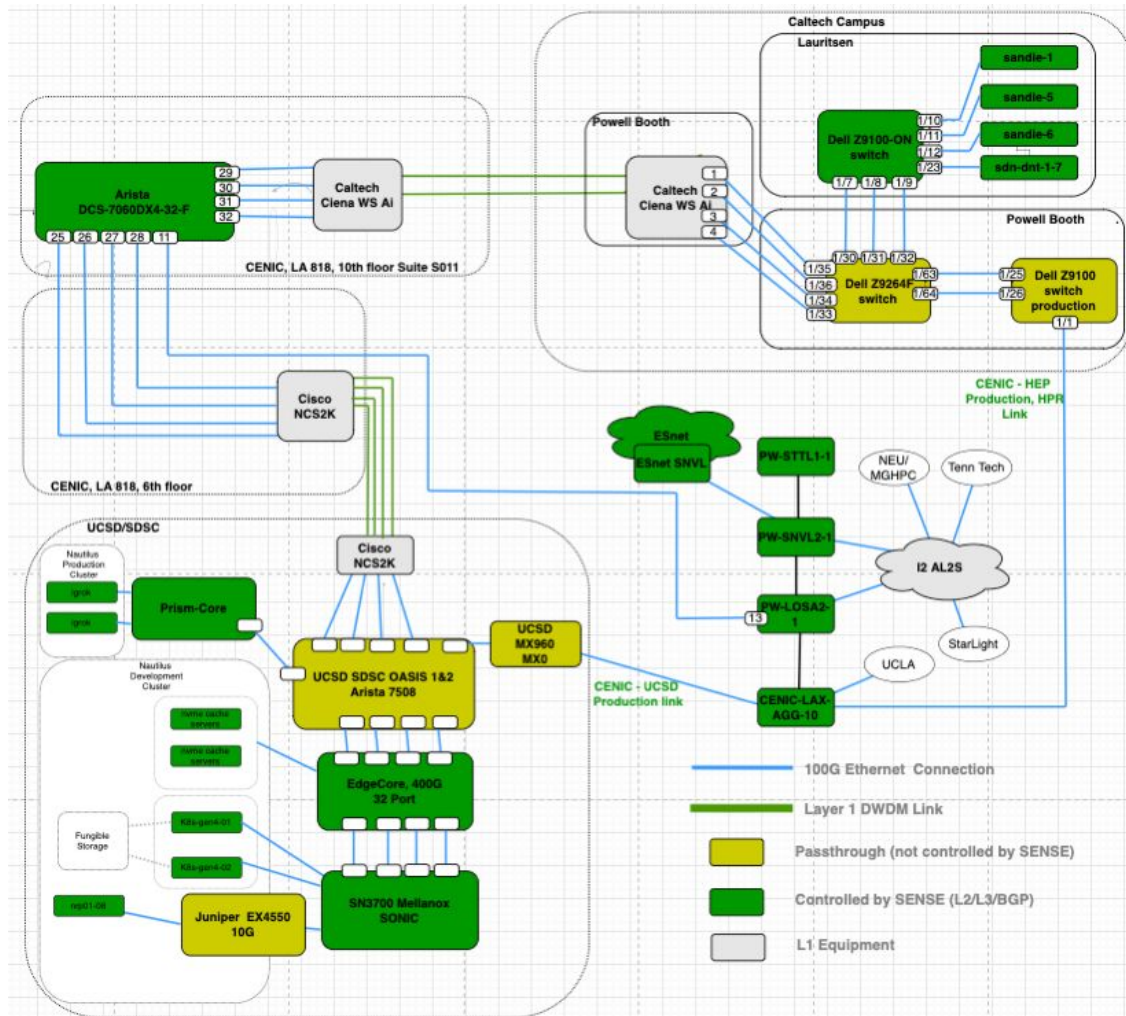 Caltech Campus
Lauritsen
sandie-1
sandie-5
sandie-6
sdn-dnt-1-7
1/10
1/11
1/12
1/23
Dell Z9100-ON
switch
1/7
1/8
1/9
Powell Booth
Caltech
Ciena WS Ai
1
2
3
4
Powell Booth
1/30
1/31
1/32
1/35
1/36
1/34
1/33
Dell Z9264F
switch
1/63
1/64
1/25
1/26
Dell Z9100
switch
production
1/1
Arista
DCS-7060DX4-32-F
29
30
31
32
25
26
27
28
11
Caltech
Ciena WS Ai
CENIC, LA 818, 10th floor Suite S011
Cisco
NCS2K
CENIC, LA 818, 6th floor
CENIC - HEP
Production, HPR
Link
ESnet
ESnet SNVL
PW-STTL1-1
PW-SNVL2-1
13
PW-LOSA2-
1
CENIC-LAX-
AGG-10
NEU/
MGHPC
Tenn Tech
I2 AL2S
StarLight
UCLA
UCSD/SDSC
Cisco
NCS2K
Nautilus
Production
Cluster
igrok
igrok
Prism-Core
UCSD
MX960
MX0
UCSD SDSC OASIS 1&2
Arista 7508
CENIC - UCSD
Production link
Nautilus
Development
Cluster
nvme cache
servers
nvme cache
servers
EdgeCore, 400G
32 Port
Fungible
Storage
K8s-gen4-01
K8s-gen4-02
SN3700 Mellanox
SONIC
nrp01-06
Juniper EX4550
10G
100G Ethernet Connection
Layer 1 DWDM Link
Passthrough (not controlled by SENSE)
Controlled by SENSE (L2/L3/BGP)
L1 Equipment